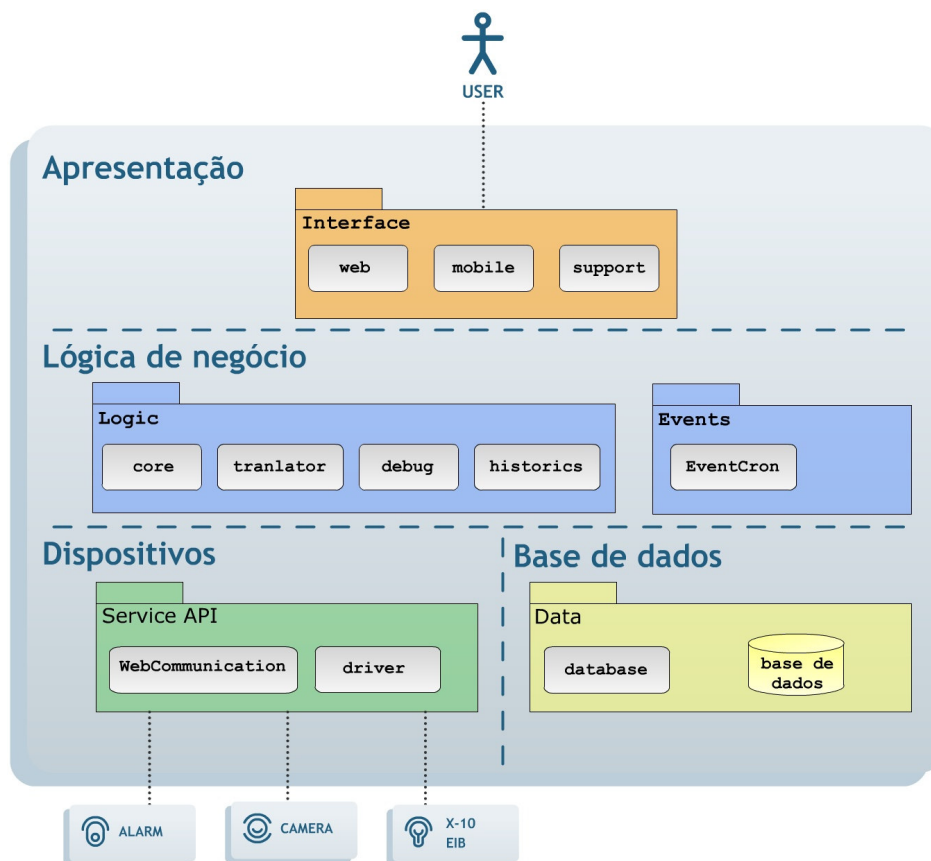 USER
Apresentação
Interface
web
mobile
support
Lógica de negócio
Logic
core
tranlator
debug
historics
Events
EventCron
Dispositivos
Service API
WebCommunication
driver
Base de dados
Data
database
base de
dados
ALARM
CAMERA
X-10
EIB